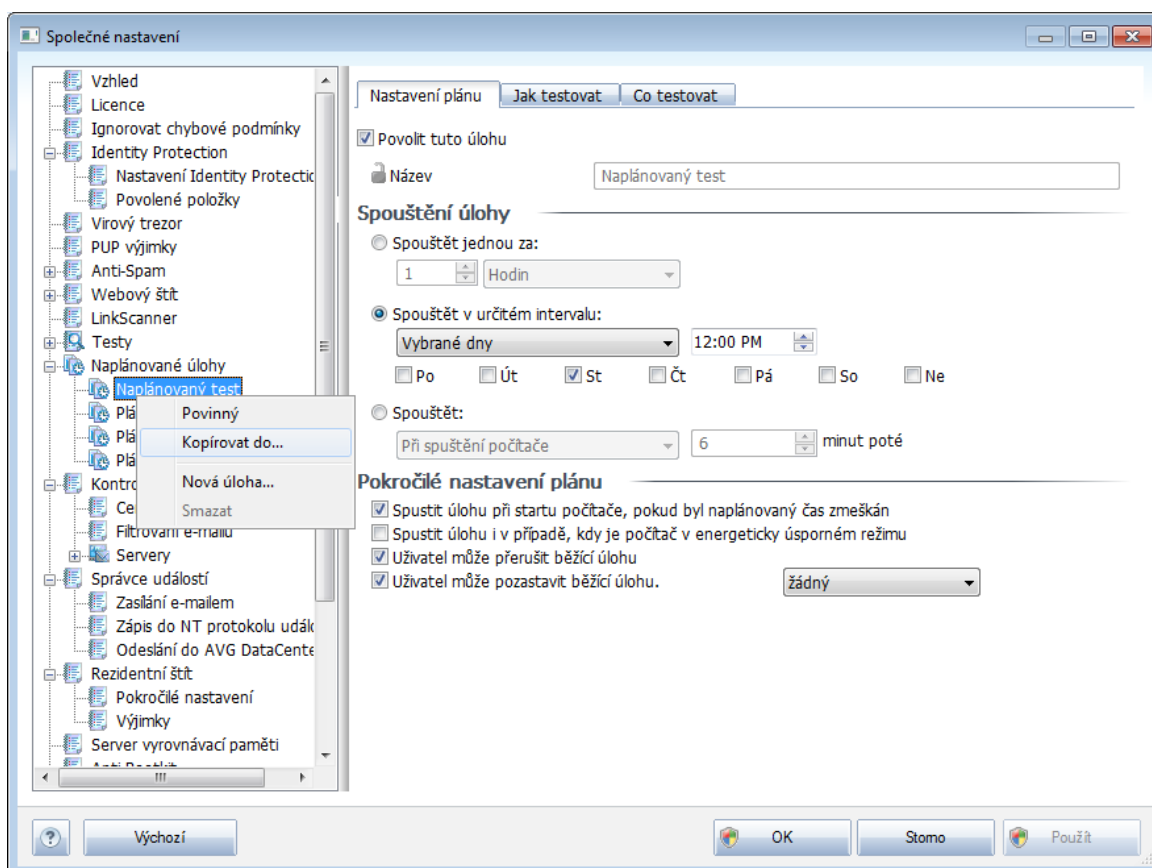 Společné nastavení
Vzhled
Licence
Ignorovat chybové podmínky
Identity Protection
Nastavení Identity Protectic
Povolené položky
Virový trezor
PUP výjimky
Anti-Spam
Webový štít
LinkScanner
Testy
Naplánované úlohy
Naplánovaný test
Plá
Plá
Plá
Kontro
Ce
Filtrování e-mailu
Servery
Správce událostí
Zasílání e-mailem
Zápis do NT protokolu udál
Odeslání do AVG DataCente
Rezidentní štít
Pokročilé nastavení
Výjimky
Server vyrovnávací paměti
Anti-Rootkit
Povinný
Kopírovat do...
Nová úloha...
Smazat
Nastavení plánu
Jak testovat
Co testovat
Povolit tuto úlohu
Název
Naplánovaný test
Spouštění úlohy
Spouštět jednou za:
1 Hodin
Spouštět v určitém intervalu:
Vybrané dny 12:00 PM
Po Út St Čt Pá So Ne
Spouštět:
Při spuštění počítače 6 minut poté
Pokročilé nastavení plánu
Spustit úlohu při startu počítače, pokud byl naplánovaný čas zmeškán
Spustit úlohu i v případě, kdy je počítač v energeticky úsporném režimu
Uživatel může přerušit běžící úlohu
Uživatel může pozastavit běžící úlohu. žádný
? Výchozí OK Stomo Použít